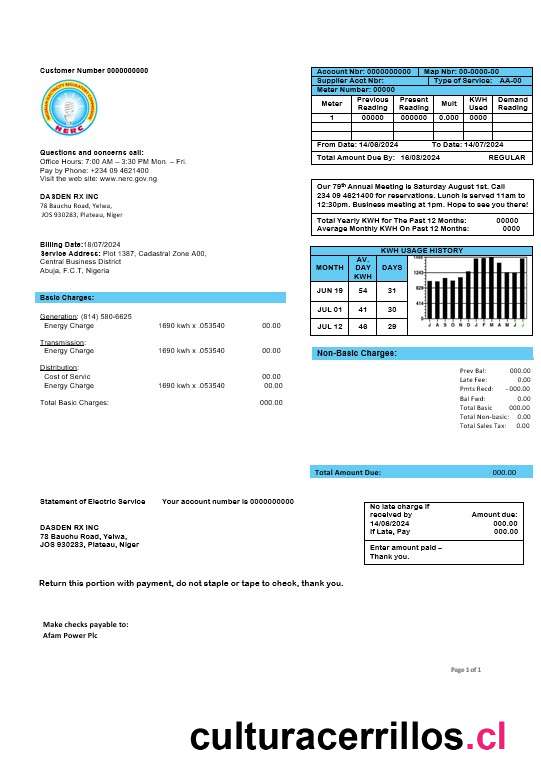 Customer Number 0000000000
NERC
Questions and concerns call:
Office Hours: 7:00 AM – 3:30 PM Mon. – Fri.
Pay by Phone: +234 09 4621400
Visit the web site: www.nerc.gov.ng
DASDEN RX INC
78 Bauchu Road, Yelwa,
JOS 930283, Plateau, Niger
Billing Date:18/07/2024
Service Address: Plot 1387, Cadastral Zone A00,
Central Business District
Abuja, F.C.T, Nigeria
Basic Charges:
Generation: (814) 580-6625
Energy Charge 1690 kwh x .053540 00.00
Transmission:
Energy Charge 1690 kwh x .053540 00.00
Distribution:
Cost of Servic 00.00
Energy Charge 1690 kwh x .053540 00.00
Total Basic Charges: 000.00
Account Nbr: 0000000000 Map Nbr: 00-0000-00
Supplier Acct Nbr: Type of Service: AA-00
Meter Number: 00000
Meter Previous Reading Present Reading Mult KWH Used Demand Reading
1 00000 000000 0.000 0000
From Date: 14/08/2024 To Date: 14/07/2024
Total Amount Due By: 16/03/2024 REGULAR
Our 79th Annual Meeting is Saturday August 1st. Call
234 09 4621400 for reservations. Lunch is served 11am to
12:30pm. Business meeting at 1pm. Hope to see you there!
Total Yearly KWH for The Past 12 Months: 00000
Average Monthly KWH On Past 12 Months: 0000
KWH USAGE HISTORY
MONTH AV. DAY KWH DAYS
JUN 19 54 31
JUL 01 41 30
JUL 12 46 29
J A S O N D J F M A M J J
Non-Basic Charges:
Prev Bal: 000.00
Late Fee: 0.00
Pmts Recd: -000.00
Bal Fwd: 0.00
Total Basic 000.00
Total Non-basic: 0.00
Total Sales Tax: 0.00
Total Amount Due: 000.00
Statement of Electric Service Your account number is 0000000000
DASDEN RX INC
78 Bauchu Road, Yelwa,
JOS 930283, Plateau, Niger
No late charge if
received by Amount due:
14/08/2024 000.00
If Late, Pay 000.00
Enter amount paid –
Thank you.
Return this portion with payment, do not staple or tape to check, thank you.
Make checks payable to:
Afam Power Plc
Page 1 of 1
culturacerrillos.cl